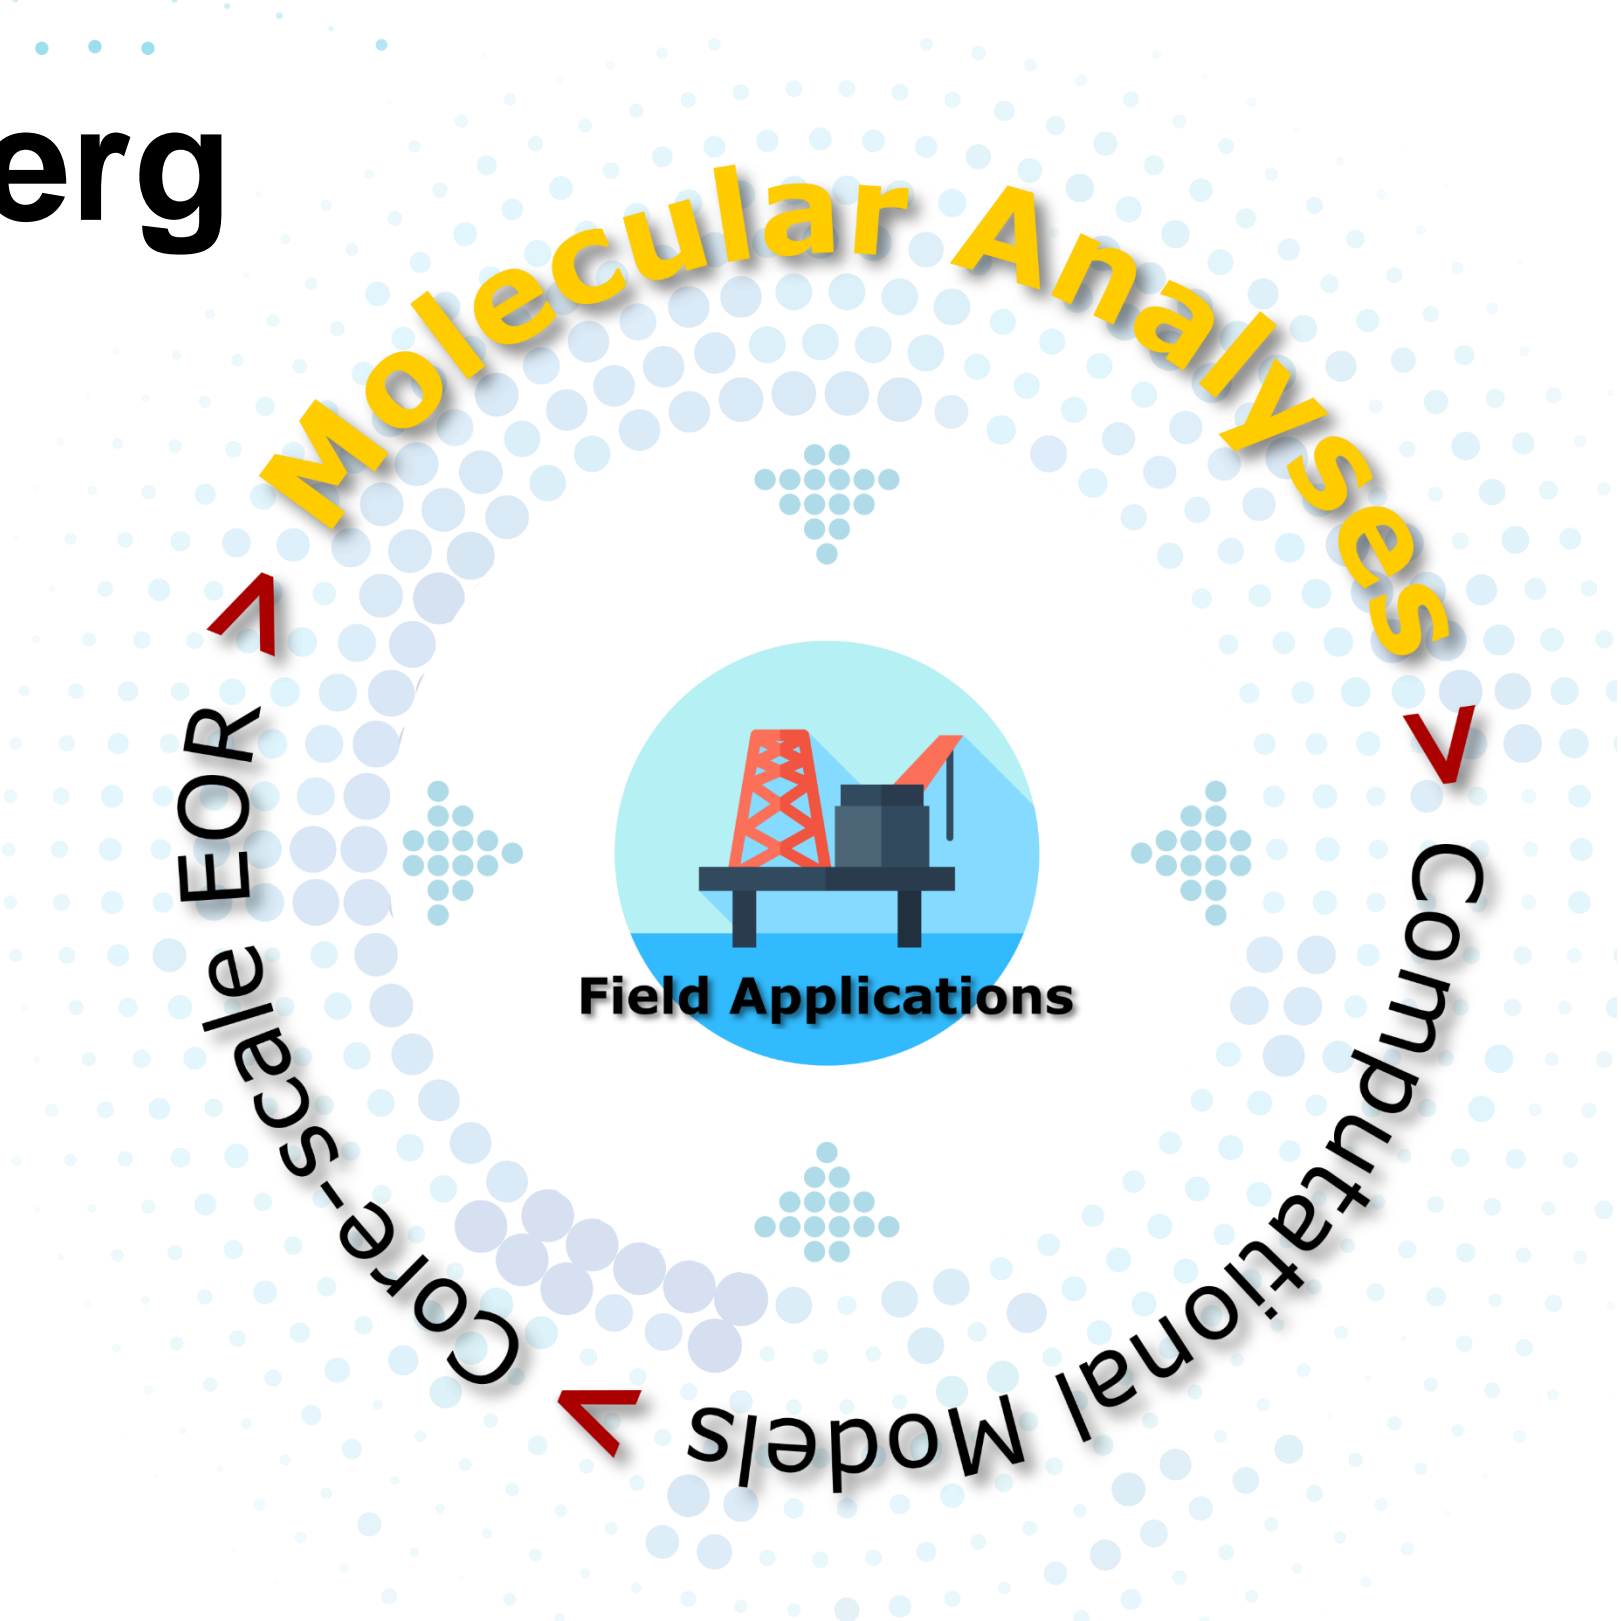 erg
Molecular Analyses > Computational Models > Core-scale EOR >
Field Applications